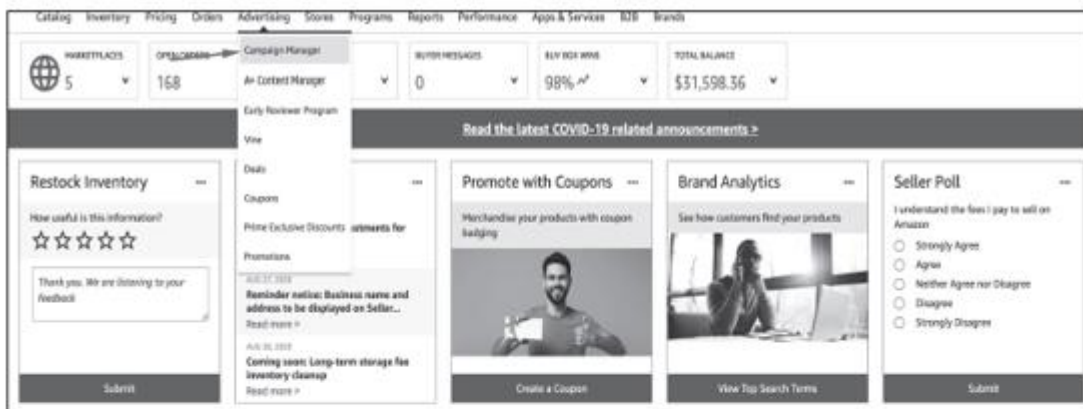 Catalog Inventory Pricing Orders Advertising Stores Programs Reports Performance Apps & Services B2B Brands
MARKETPLACES
5
OPEN ORDERS
168
BUYER MESSAGES
0
BUY BOX WINS
98%
TOTAL BALANCE
$31,598.36
Campaign Manager
A+ Content Manager
Early Reviewer Program
Vine
Deals
Coupons
Prime Exclusive Discounts
Promotions
Read the latest COVID-19 related announcements >
Restock Inventory
How useful is this information?
Thank you. We are listening to your
feedback
Submit
AUG 27, 2020
Reminder notice: Business name and
address to be displayed on Seller...
Read more >
Coming soon: Long-term storage fee
inventory cleanup
Read more >
Promote with Coupons
Merchandise your products with coupon
badging
Create a Coupon
Brand Analytics
See how customers find your products
View Top Search Terms
Seller Poll
I understand the fees I pay to sell on
Amazon
Strongly Agree
Agree
Neither Agree nor Disagree
Disagree
Strongly Disagree
Submit